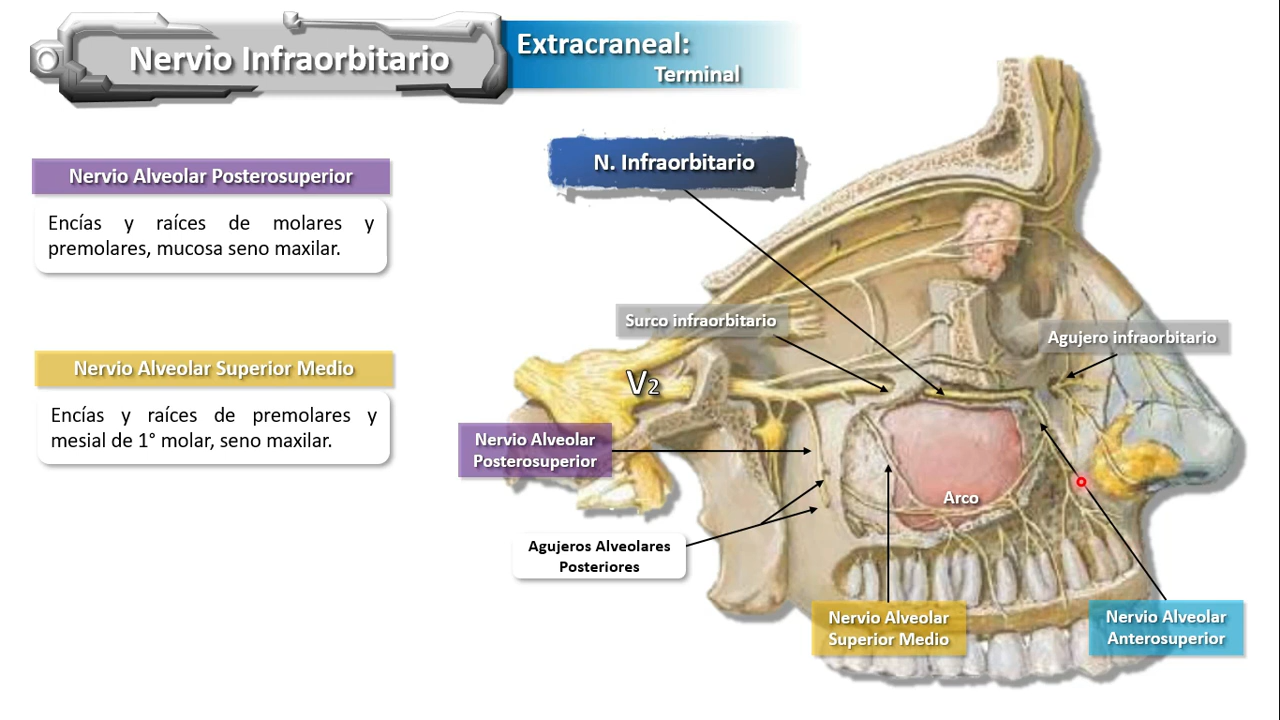 Nervio Infraorbitario
Extracraneal:
Terminal
Nervio Alveolar Posterosuperior
Encías y raíces de molares y
premolares, mucosa seno maxilar.
Nervio Alveolar Superior Medio
Encías y raíces de premolares y
mesial de 1° molar, seno maxilar.
N. Infraorbitario
Surco infraorbitario
Agujero infraorbitario
V2
Nervio Alveolar
Posterosuperior
Arco
Agujeros Alveolares
Posteriores
Nervio Alveolar
Superior Medio
Nervio Alveolar
Anterosuperior